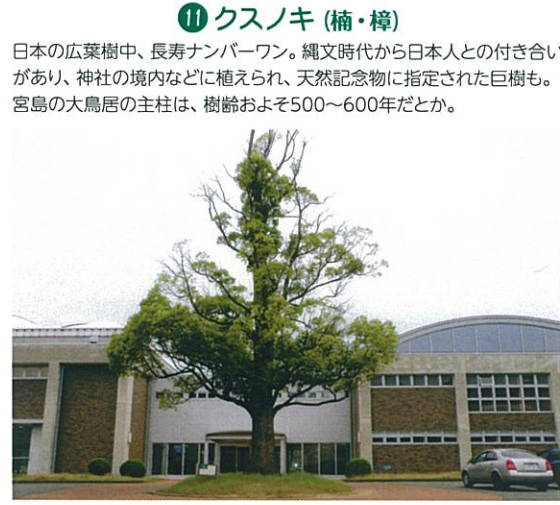 ⓫ クスノキ (楠・樟)
日本の広葉樹中、長寿ナンバーワン。縄文時代から日本人との付き合い
があり、神社の境内などに植えられ、天然記念物に指定された巨樹も。
宮島の大鳥居の主柱は、樹齢およそ500～600年だとか。